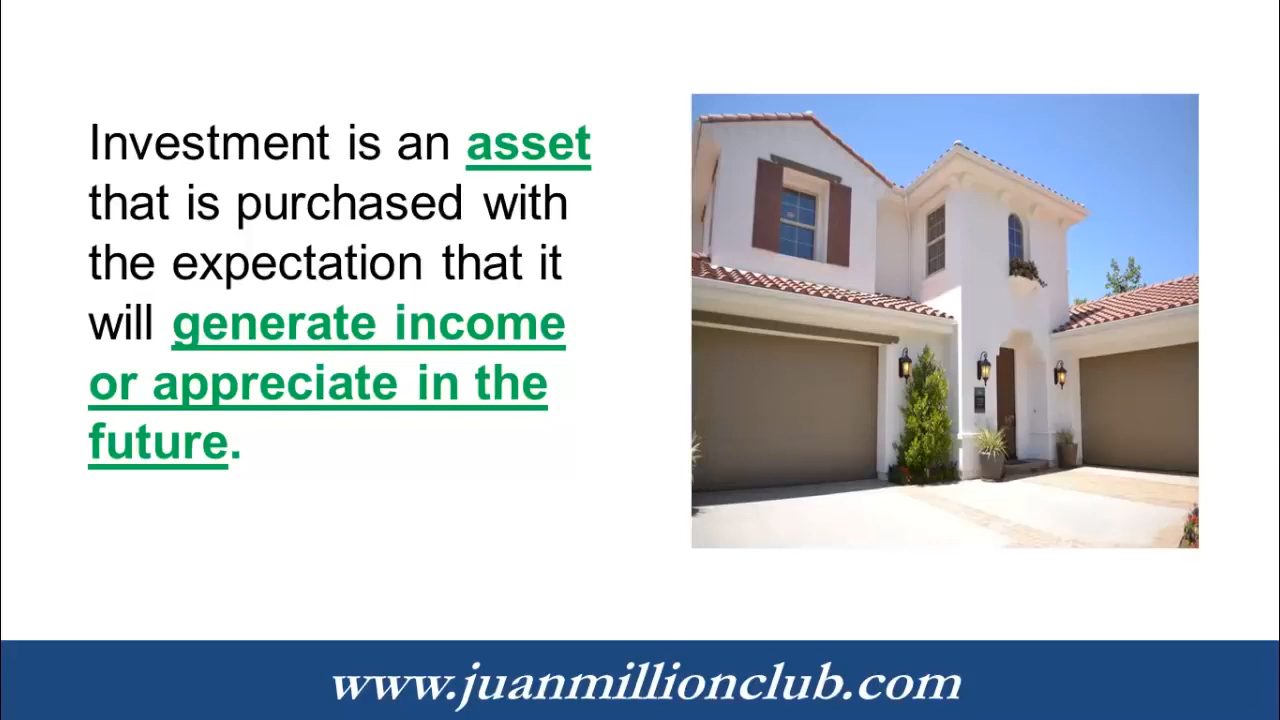 Investment is an asset
that is purchased with
the expectation that it
will generate income
or appreciate in the
future.
www.juanmillionclub.com